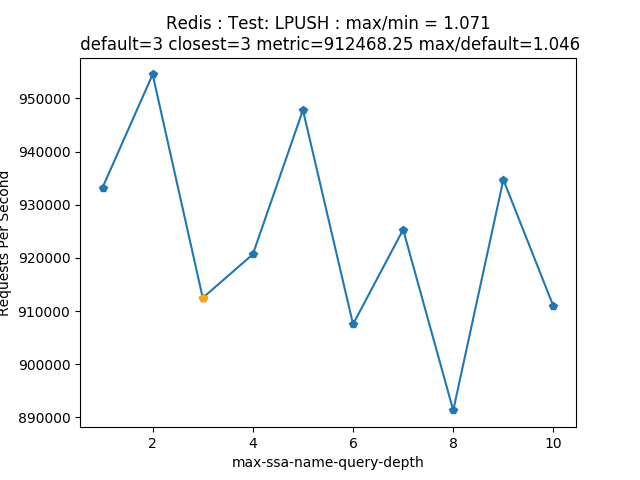 Redis : Test: LPUSH : max/min = 1.071
default=3 closest=3 metric=912468.25 max/default=1.046
950000
940000
930000
920000
910000
900000
890000
Requests Per Second
2 4 6 8 10
max-ssa-name-query-depth